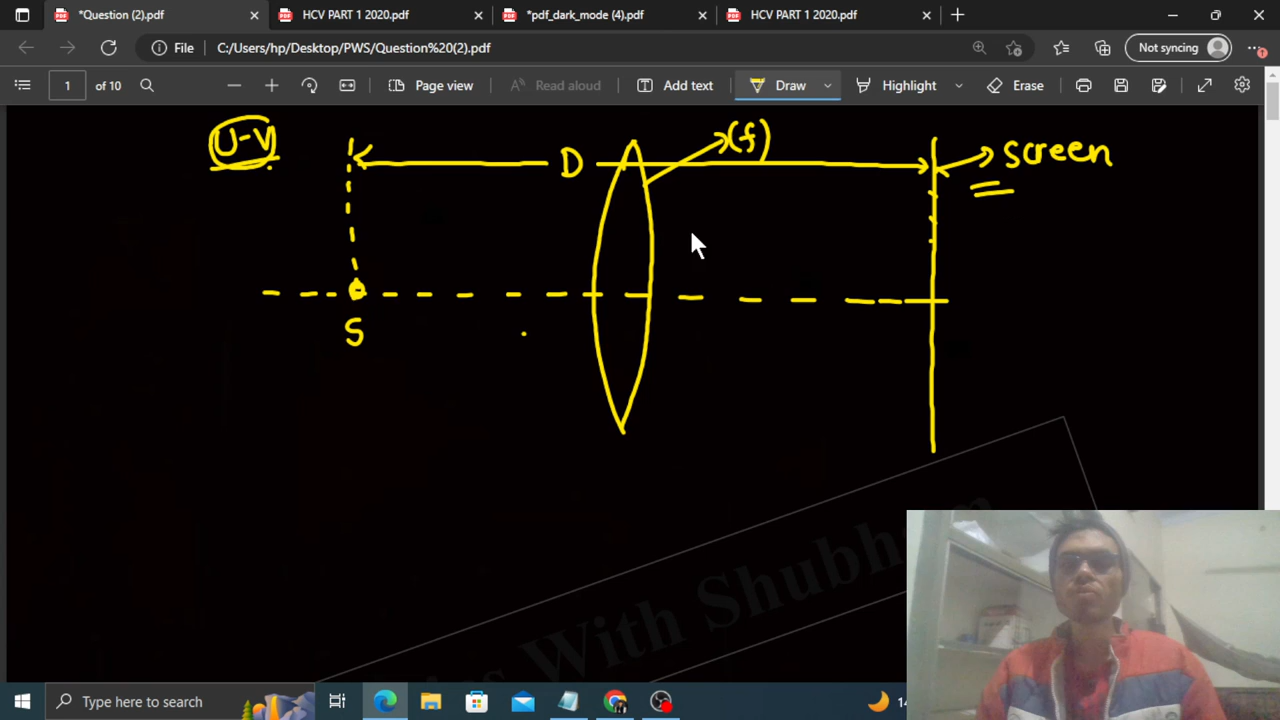 *Question (2).pdf
HCV PART 1 2020.pdf
*pdf_dark_mode (4).pdf
HCV PART 1 2020.pdf
File
C:/Users/hp/Desktop/PWS/Question%20(2).pdf
Not syncing
1 of 10
Page view
Read aloud
Add text
Draw
Highlight
Erase
U-V
D
(f)
screen
S
With Shubh
Type here to search